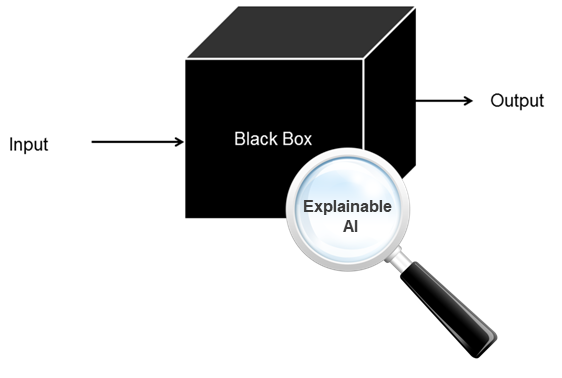 Input
Black Box
Output
Explainable
AI